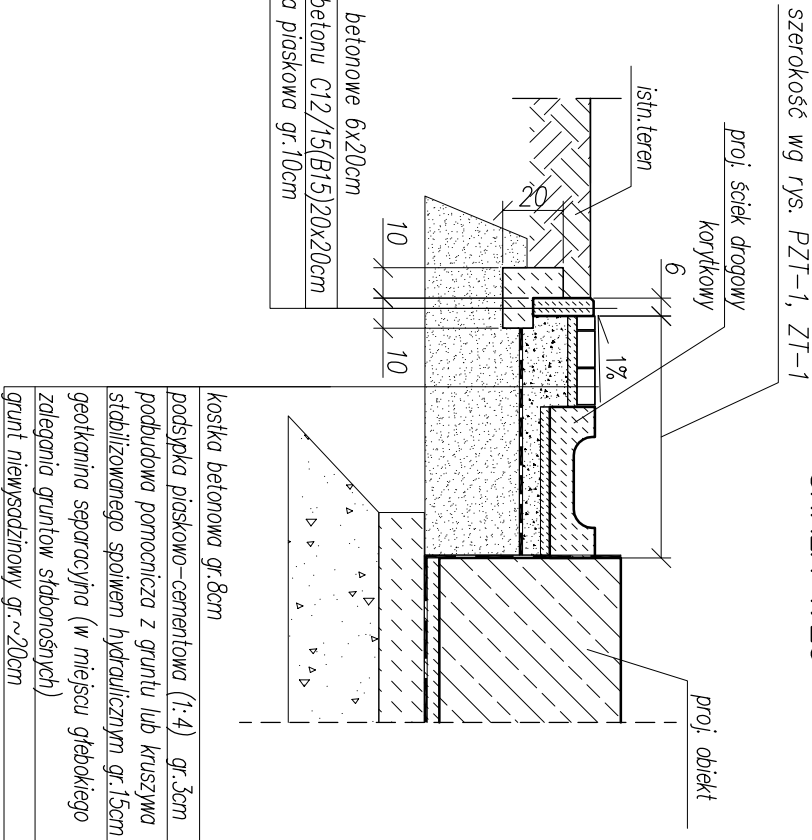 szerokość wg rys. PZT-1, ZT-1
proj. ściek drogowy
korytkowy
istn.teren
6
1%
20
10
10
proj. obiekt
betonowe 6x20cm
betonu C12/15(B15)20x20cm
a piaskowa gr.10cm
kostka betonowa gr.8cm
podsypka piaskowo-cementowa (1:4) gr.3cm
podbudowa pomocnicza z gruntu lub kruszywa
stabilizowanego spoiwem hydraulicznym gr.15cm
geotkanina separacyjna (w miejscu głębokiego
zalegania gruntow słabonośnych)
grunt niewysadzinowy gr.~20cm